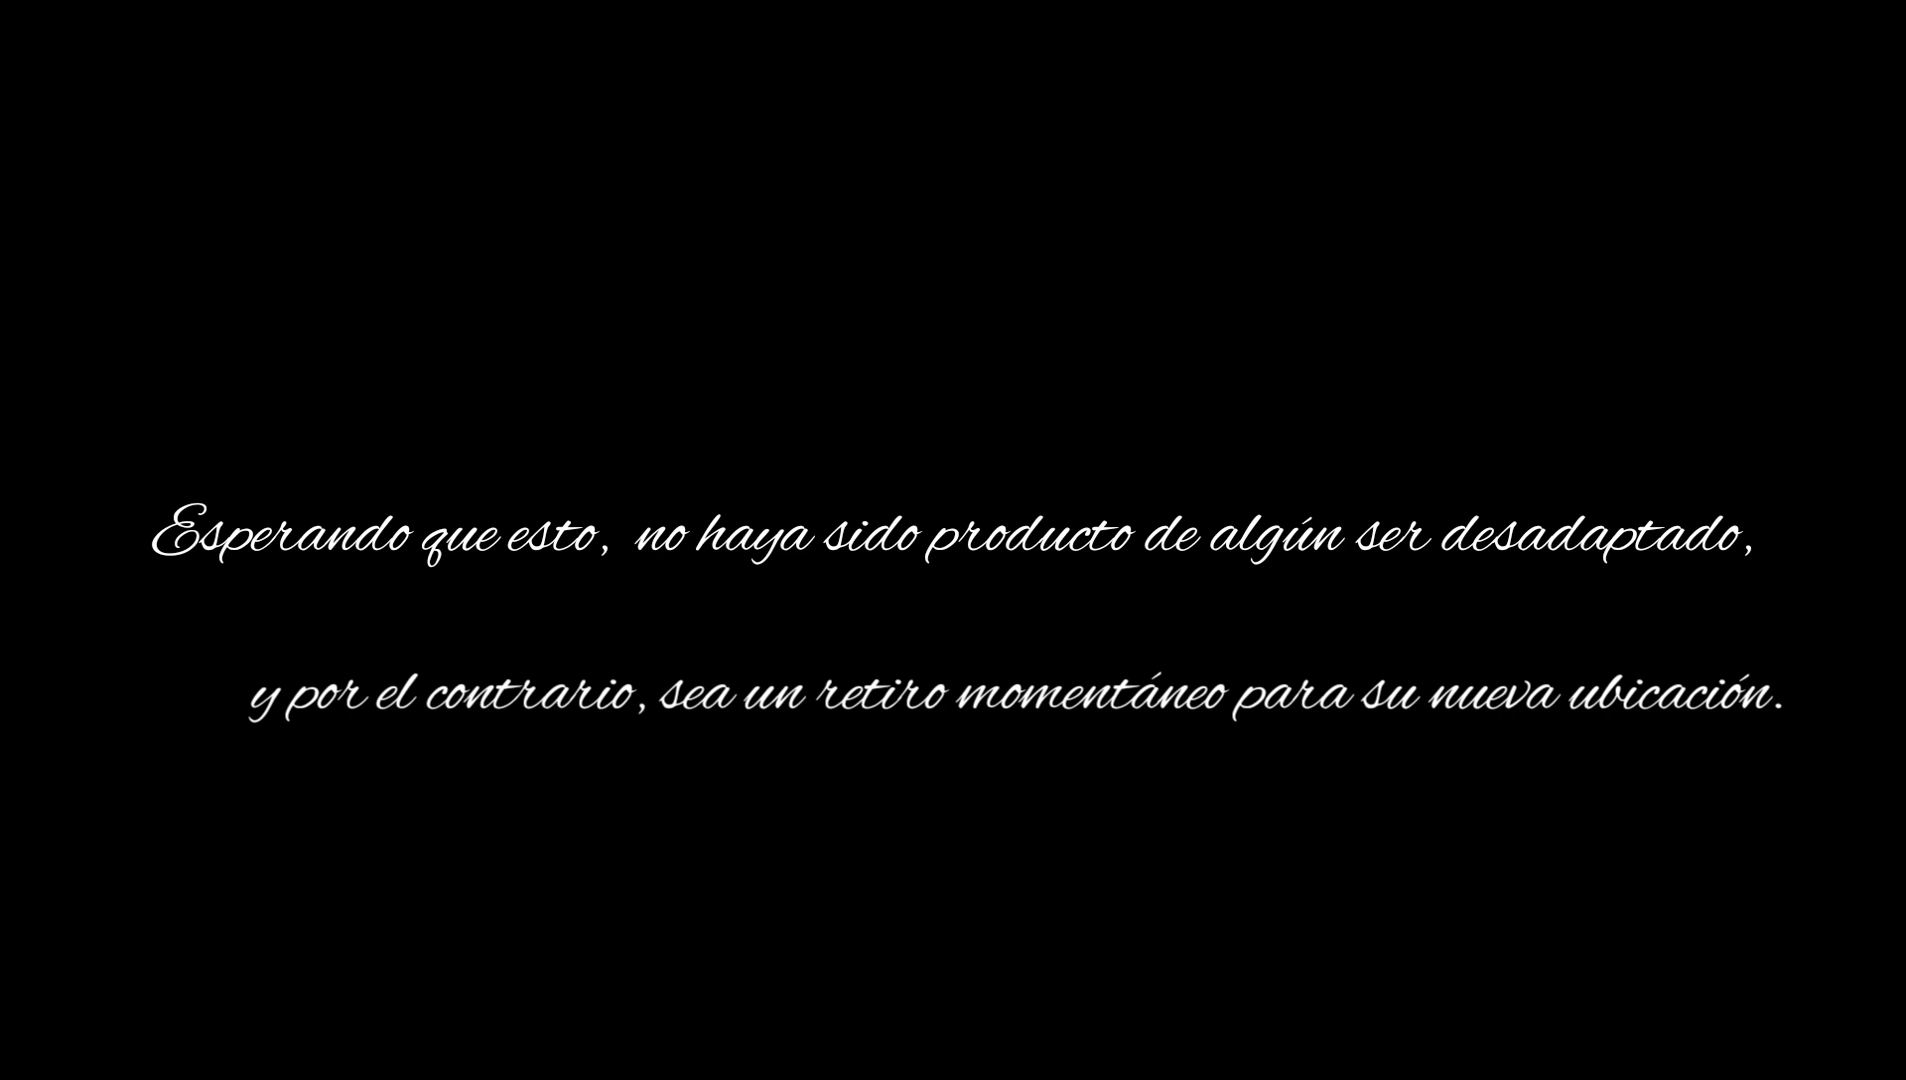 Esperando que esto, no haya sido producto de algún ser desadaptado,
y por el contrario, sea un retiro momentáneo para su nueva ubicación.